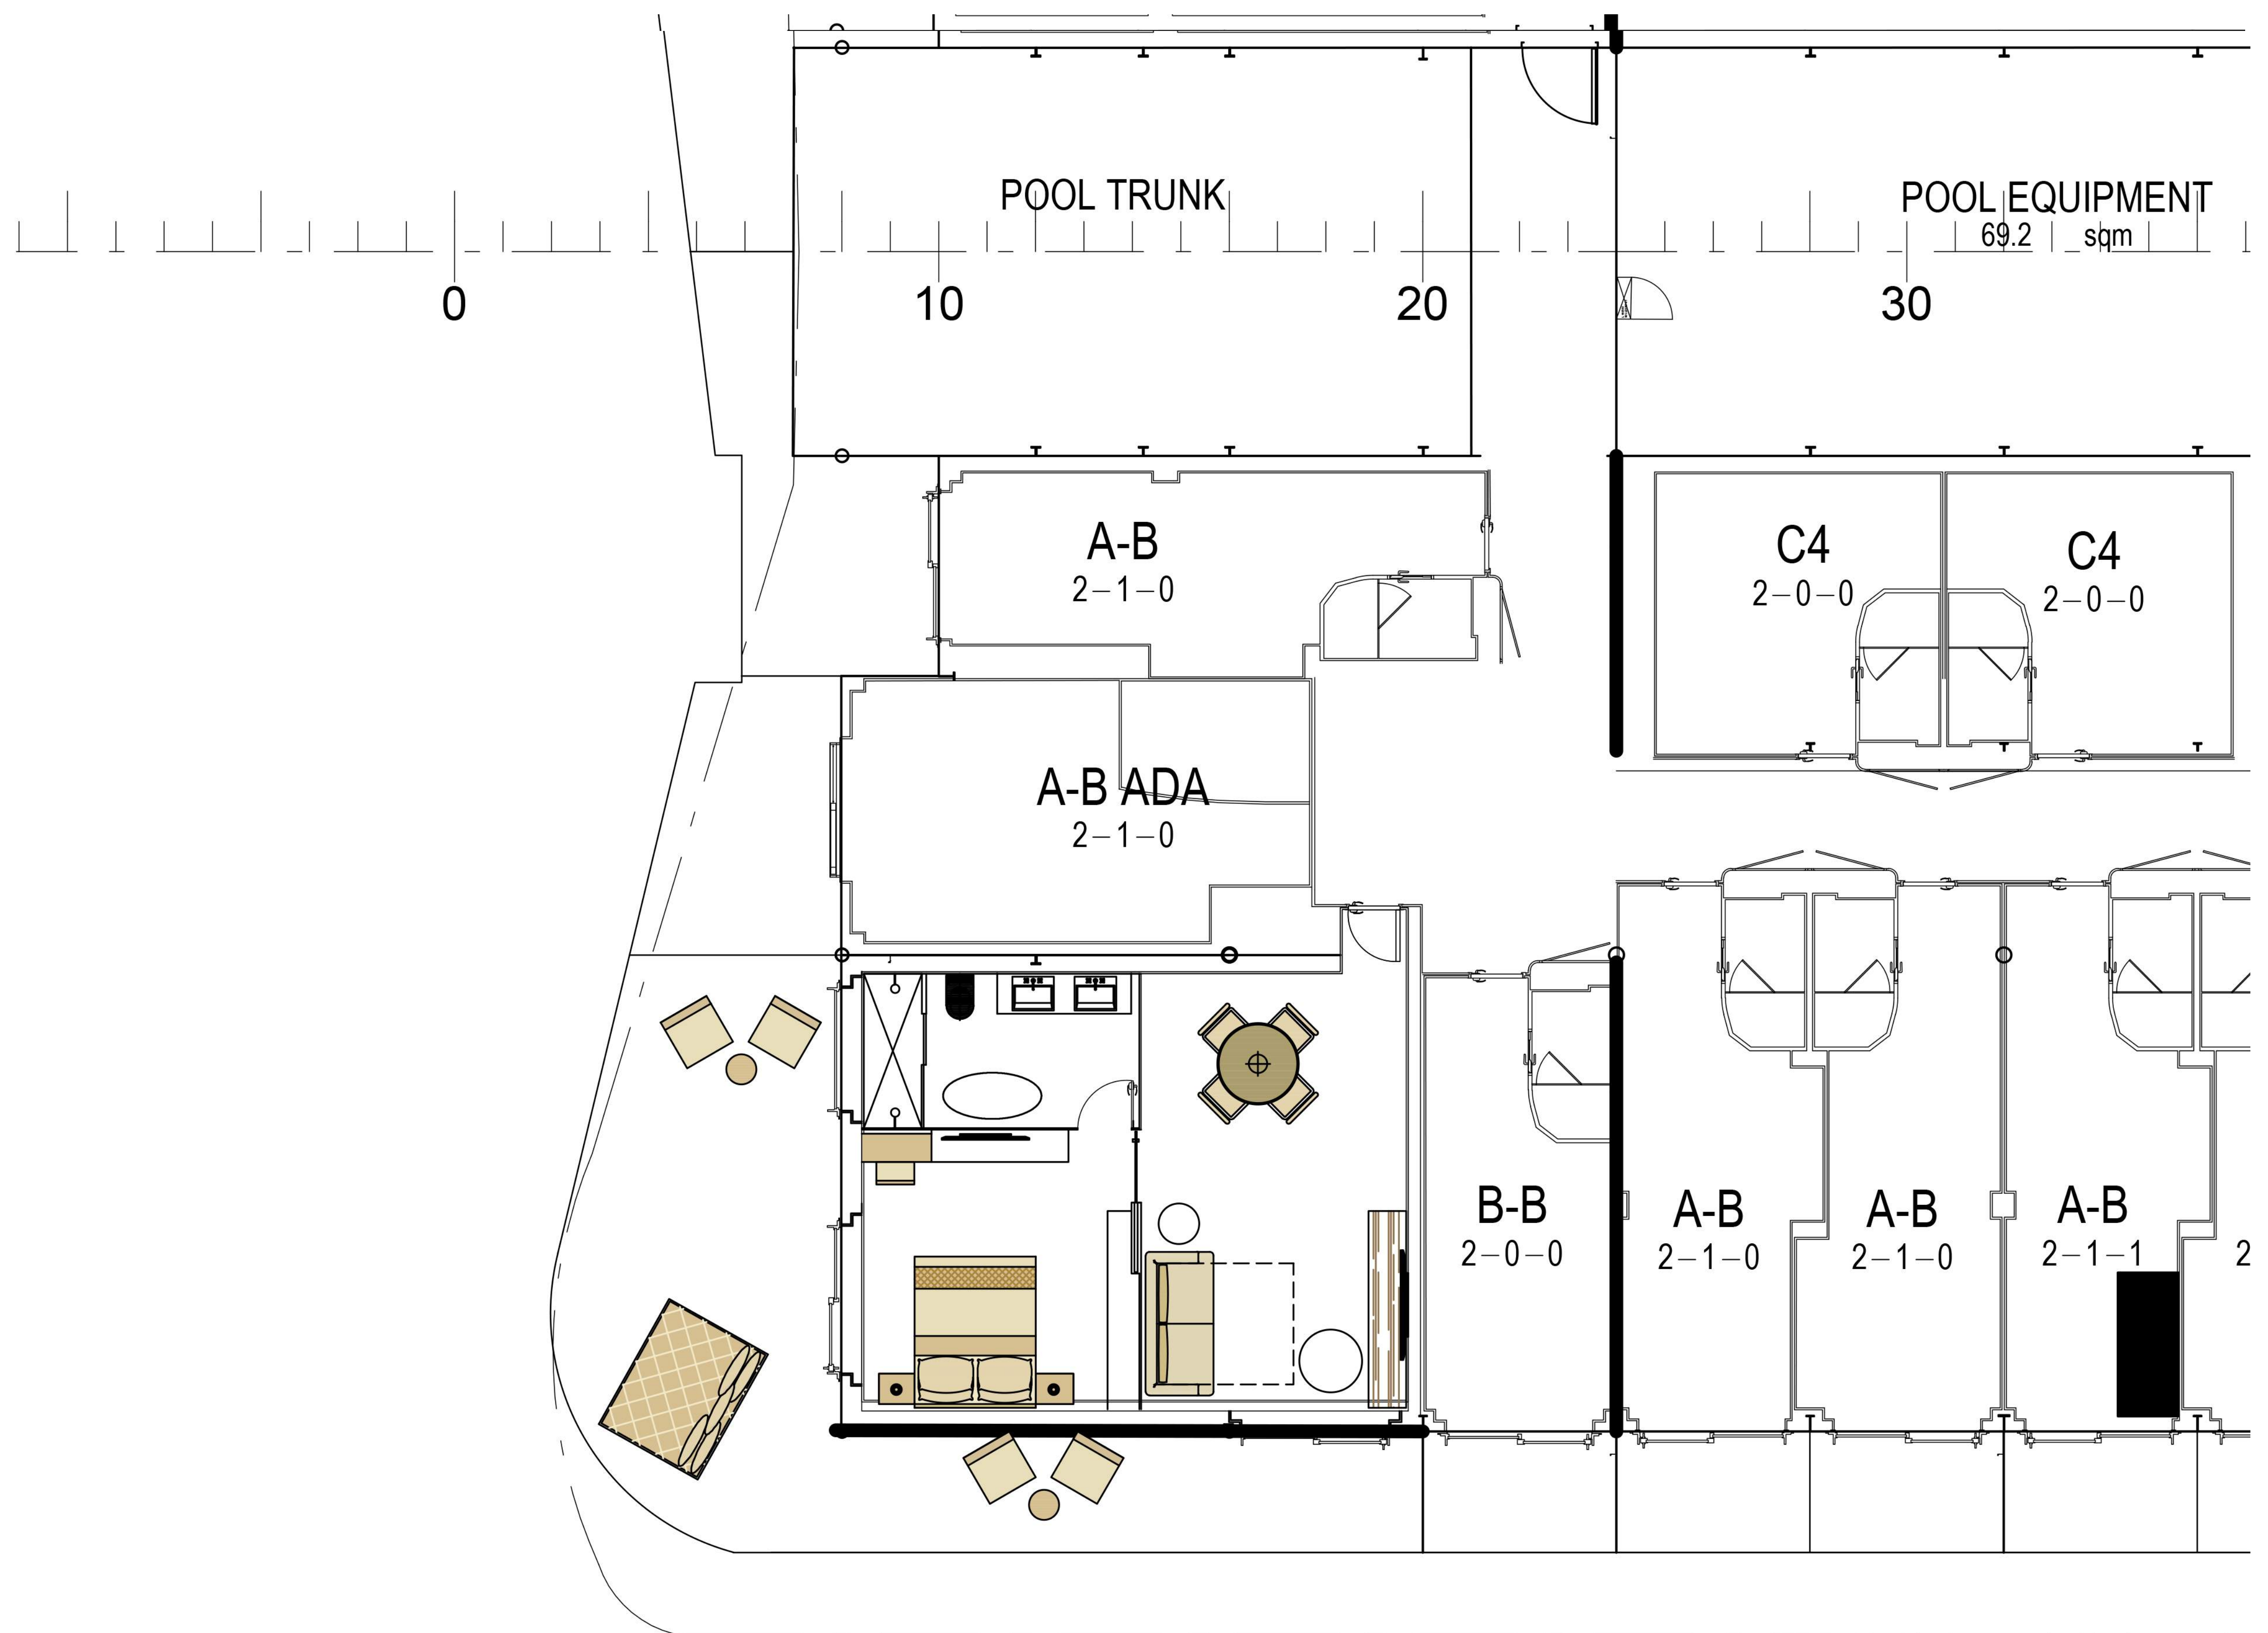 POOL TRUNK
POOL EQUIPMENT
69.2 sqm
0
10
20
30
A-B
2-1-0
C4
2-0-0
C4
2-0-0
A-B ADA
2-1-0
B-B
2-0-0
A-B
2-1-0
A-B
2-1-0
A-B
2-1-1
2